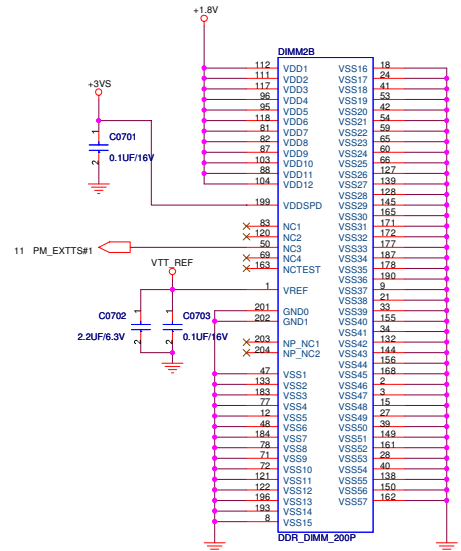 +1.8V
DIMM2B
112 VDD1 VSS16 18
111 VDD2 VSS17 24
117 VDD3 VSS18 41
96 VDD4 VSS19 53
95 VDD5 VSS20 42
118 VDD6 VSS21 54
81 VDD7 VSS22 59
82 VDD8 VSS23 65
87 VDD9 VSS24 60
103 VDD10 VSS25 66
88 VDD11 VSS26 127
104 VDD12 VSS27 139
VSS28 128
199 VDDSPD VSS29 145
VSS30 165
83 NC1 VSS31 171
120 NC2 VSS32 172
50 NC3 VSS33 177
69 NC4 VSS34 187
163 NCTEST VSS35 178
VSS36 190
1 VREF VSS37 9
VSS38 21
201 GND0 VSS39 33
202 GND1 VSS40 155
VSS41 34
203 NP_NC1 VSS42 132
204 NP_NC2 VSS43 144
VSS44 156
47 VSS1 VSS45 168
133 VSS2 VSS46 2
183 VSS3 VSS47 3
77 VSS4 VSS48 15
12 VSS5 VSS49 27
48 VSS6 VSS50 39
184 VSS7 VSS51 149
78 VSS8 VSS52 161
71 VSS9 VSS53 28
72 VSS10 VSS54 40
121 VSS11 VSS55 138
122 VSS12 VSS56 150
196 VSS13 VSS57 162
193 VSS14
8 VSS15
DDR_DIMM_200P
+3VS
1
C0701
2
0.1UF/16V
11 PM_EXTTS#1
VTT_REF
1 1
C0702 C0703
2.2UF/6.3V 0.1UF/16V
2 2